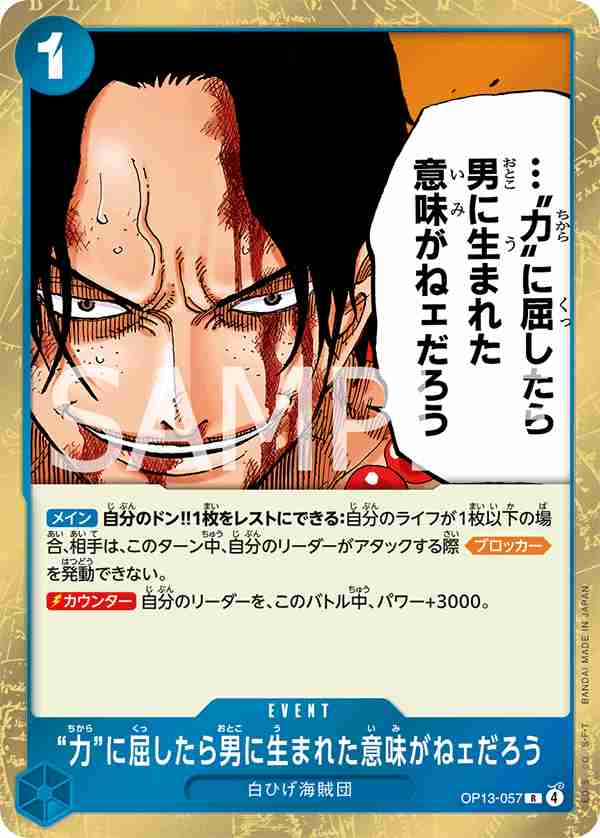 1
…〝力〟に屈したら
男に生まれた
意味がねェだろう
SAMP
メイン 自分のドン!!1枚をレストにできる:自分のライフが1枚以下の場
合、相手は、このターン中、自分のリーダーがアタックする際 ブロッカー
を発動できない。
カウンター 自分のリーダーを、このバトル中、パワー+3000。
EVENT
“力”に屈したら男に生まれた意味がねェだろう
白ひげ海賊団
OP13-057 R 4
BANDAI MADE IN JAPAN